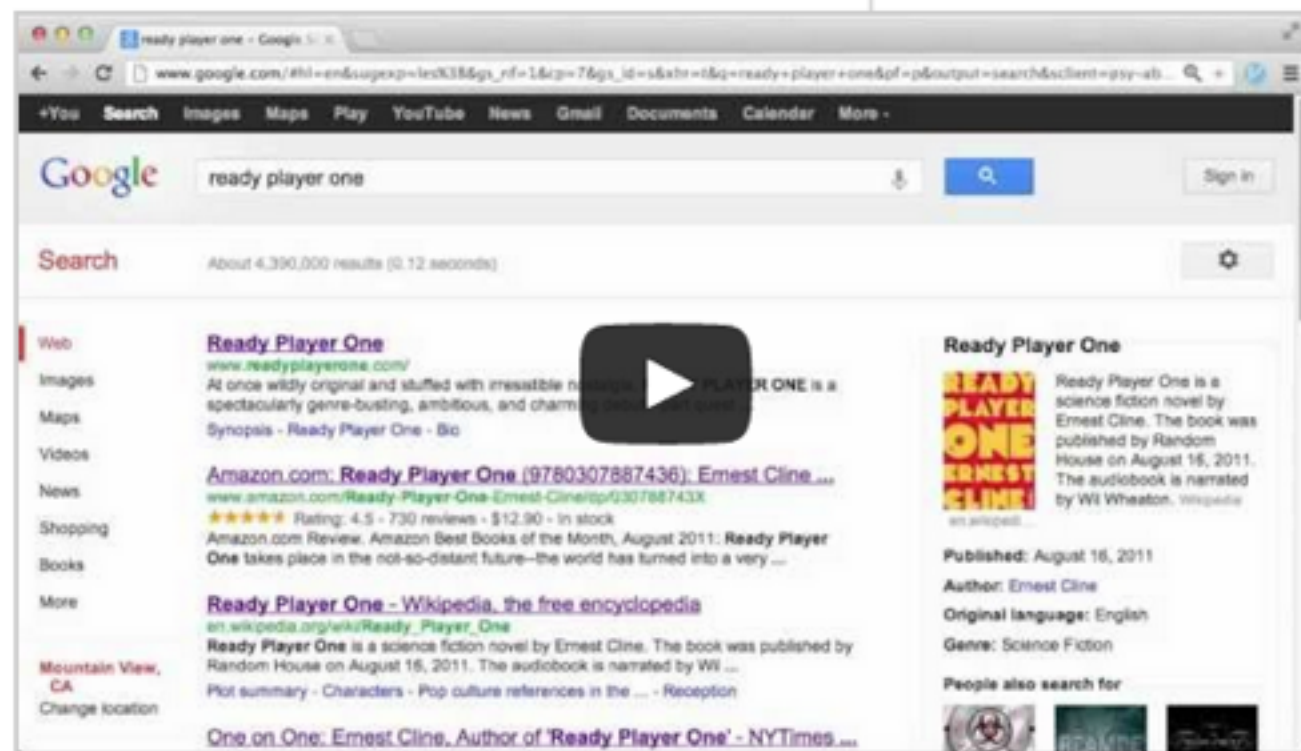 ready player one - Google
www.google.com/#hl=en&sugexp=les%3B&gs_nf=1&cp=7&gs_id=s&xhr=t&q=ready+player+one&pf=p&output=search&sclient=psy-ab...
+You Search Images Maps Play YouTube News Gmail Documents Calendar More
Google ready player one Sign in
Search About 4,390,000 results (0.12 seconds)
Web
Images
Maps
Videos
News
Shopping
Books
More
Mountain View,
CA
Change location
Ready Player One
www.readyplayerone.com/
At once wildly original and stuffed with irresistible PLAYER ONE is a
spectacularly genre-busting, ambitious, and charming
Synopsis - Ready Player One - Bio
Amazon.com: Ready Player One (9780307887436): Ernest Cline ...
www.amazon.com/Ready-Player-One-Ernest-Cline/dp/030788743X
Rating: 4.5 - 730 reviews - $12.90 - In stock
Amazon.com Review. Amazon Best Books of the Month, August 2011: Ready Player
One takes place in the not-so-distant future--the world has turned into a very ...
Ready Player One - Wikipedia, the free encyclopedia
en.wikipedia.org/wiki/Ready_Player_One
Ready Player One is a science fiction novel by Ernest Cline. The book was published by
Random House on August 16, 2011. The audiobook is narrated by Wil ...
Plot summary - Characters - Pop culture references in the ... - Reception
One on One: Ernest Cline, Author of 'Ready Player One' - NYTimes ...
Ready Player One
READY
PLAYER
ONE
ERNEST
CLINE
en.wikipedi...
Ready Player One is a
science fiction novel by
Ernest Cline. The book was
published by Random
House on August 16, 2011.
The audiobook is narrated
by Wil Wheaton. Wikipedia
Published: August 16, 2011
Author: Ernest Cline
Original language: English
Genre: Science Fiction
People also search for